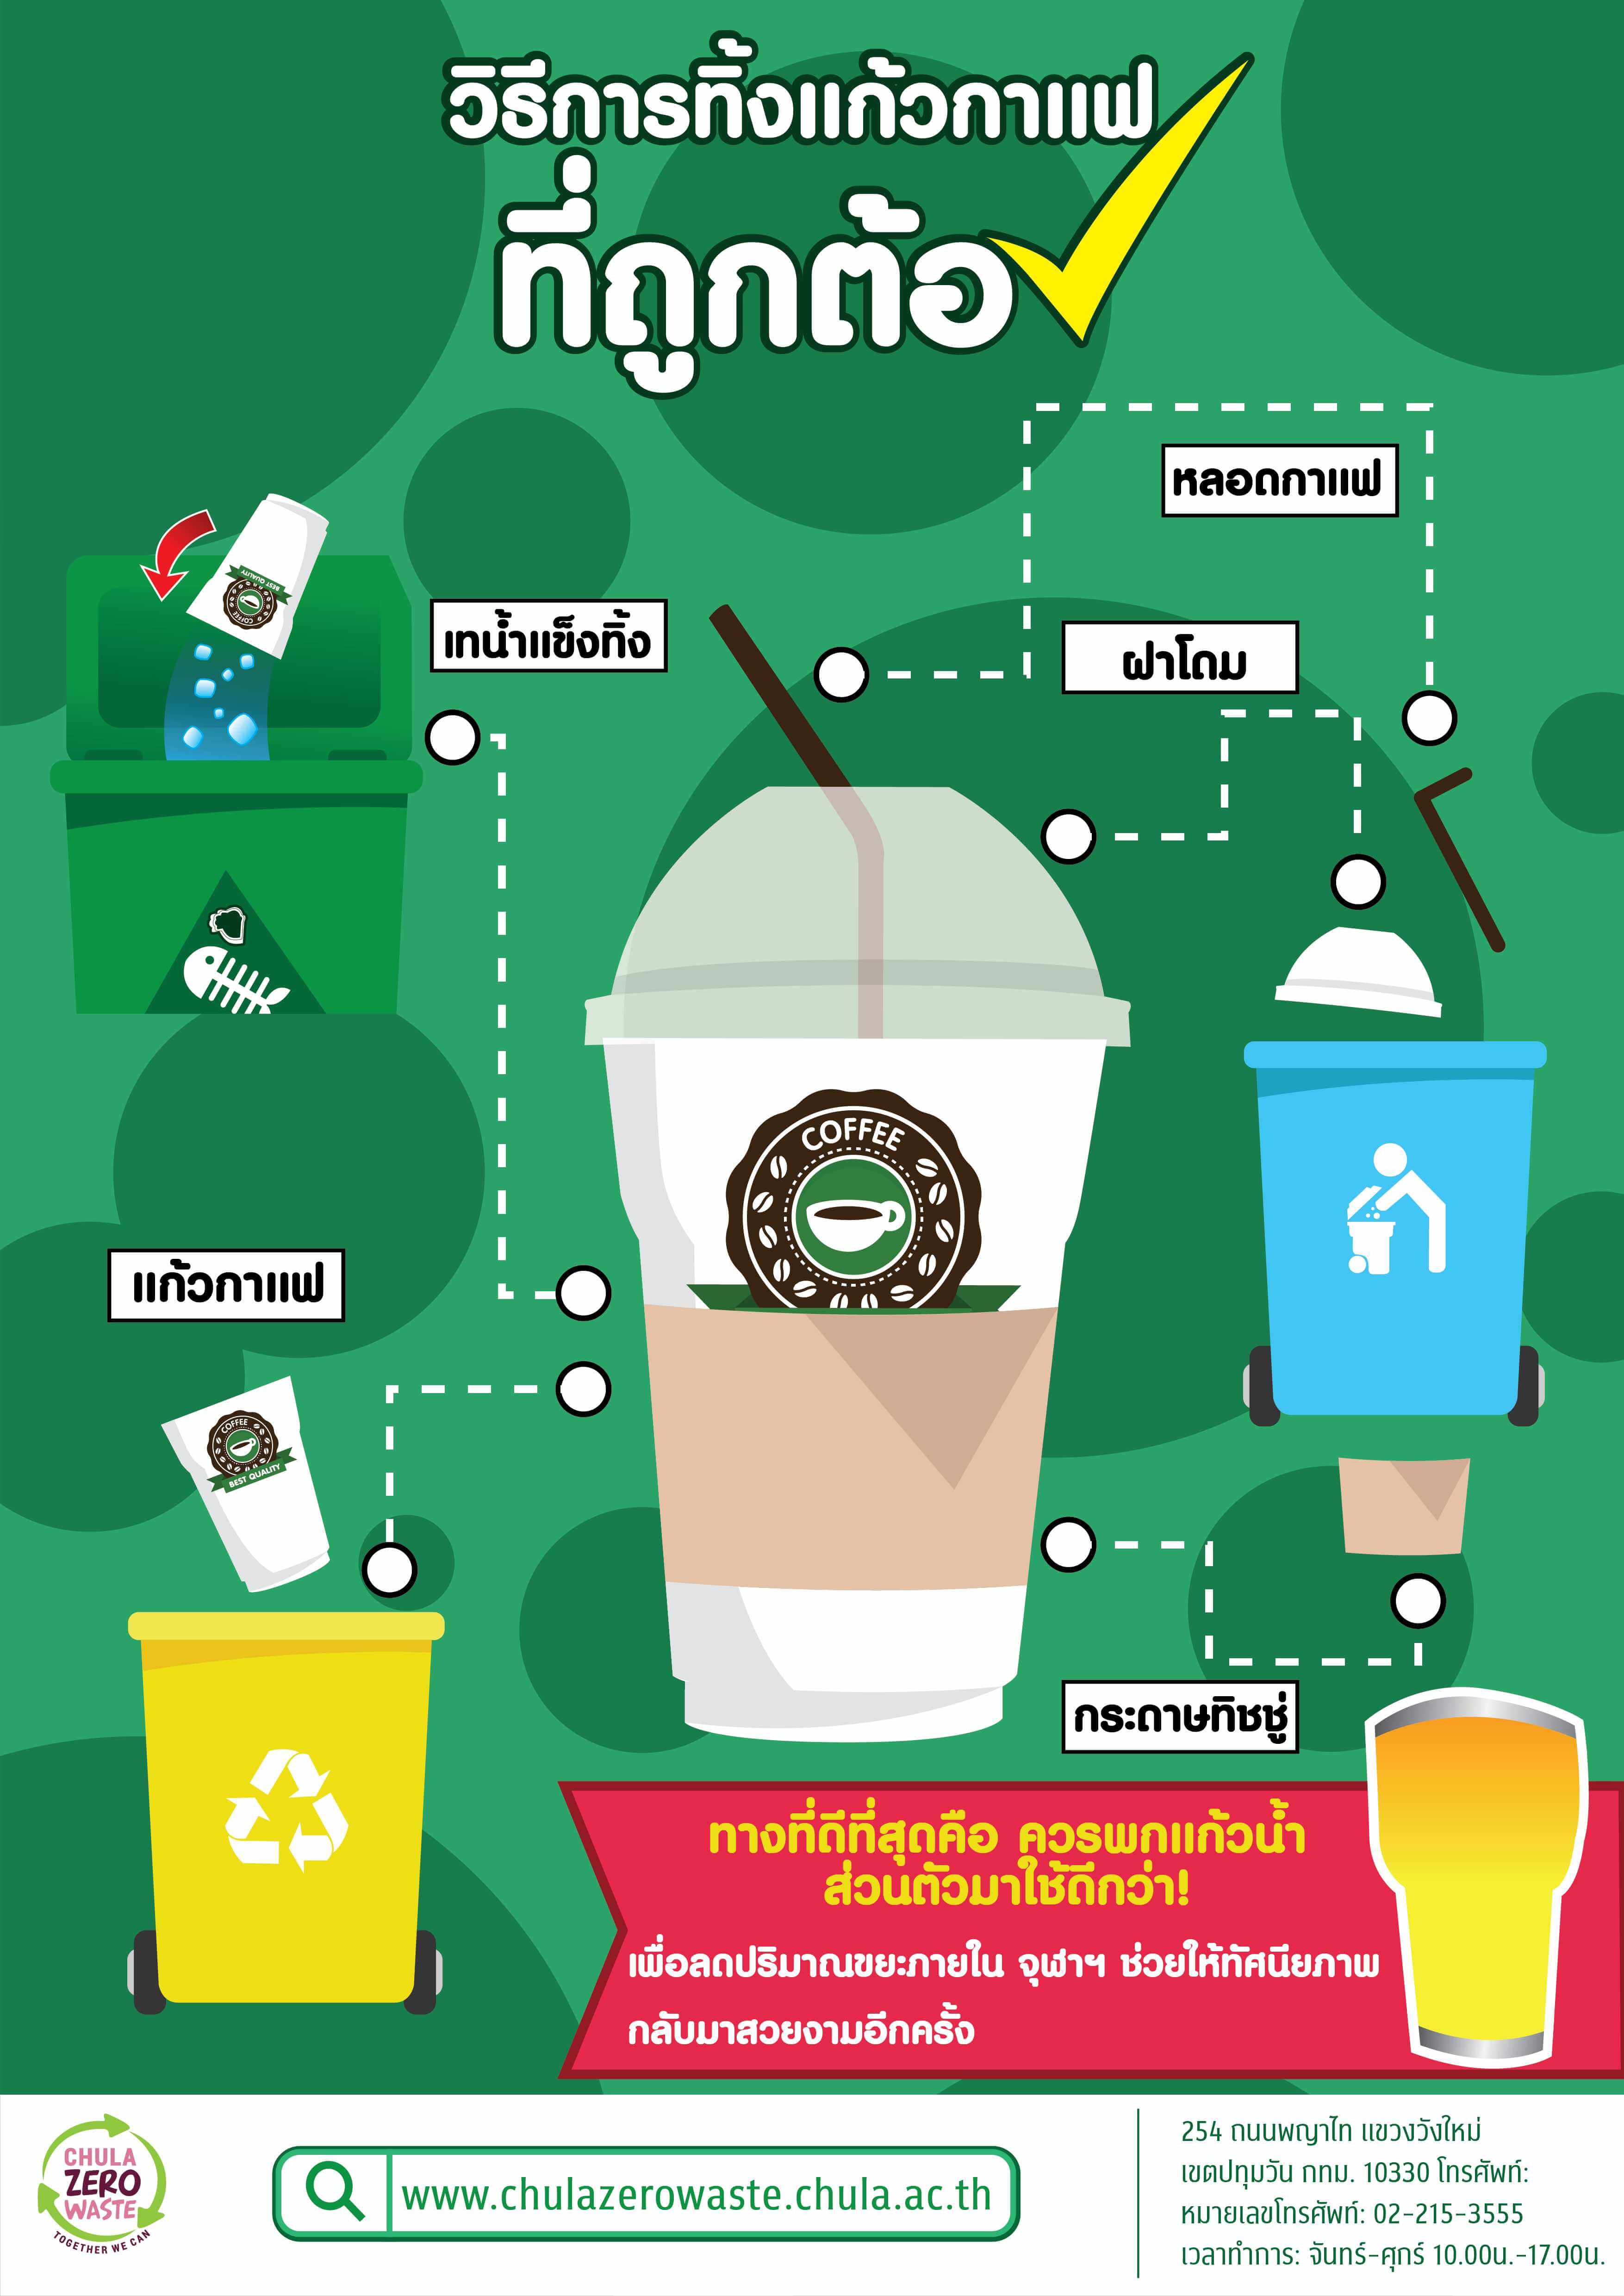 วิธีการทิ้งแก้วกาแฟ
ที่ถูกต้อ
หลอดกาแฟ
เทน้ำแข็งทิ้ง
ฝาโดม
BEST QUALITY
COFFEE
COFFEE
แก้วกาแฟ
COFFEE
BEST QUALITY
กระดาษทิชชู่
ทางที่ดีที่สุดคือ ควรพกแก้วน้ำ
ส่วนตัวมาใช้ดีกว่า!
เพื่อลดปริมาณขยะภายใน จุฬาฯ ช่วยให้ทัศนียภาพ
กลับมาสวยงามอีกครั้ง
CHULA
ZERO
WASTE
TOGETHER WE CAN
www.chulazerowaste.chula.ac.th
254 ถนนพญาไท แขวงวังใหม่
เขตปทุมวัน กทม. 10330 โทรศัพท์:
หมายเลขโทรศัพท์: 02-215-3555
เวลาทำการ: จันทร์-ศุกร์ 10.00น.-17.00น.